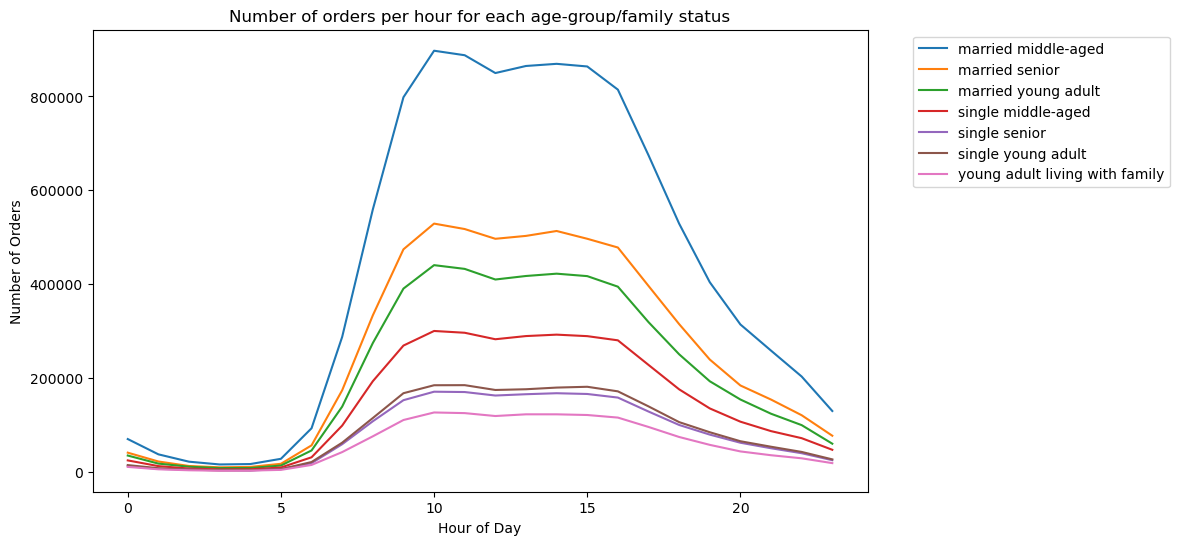 Number of orders per hour for each age-group/family status
married middle-aged
married senior
married young adult
single middle-aged
single senior
single young adult
young adult living with family
Number of Orders
800000
600000
400000
200000
0
0 5 10 15 20
Hour of Day